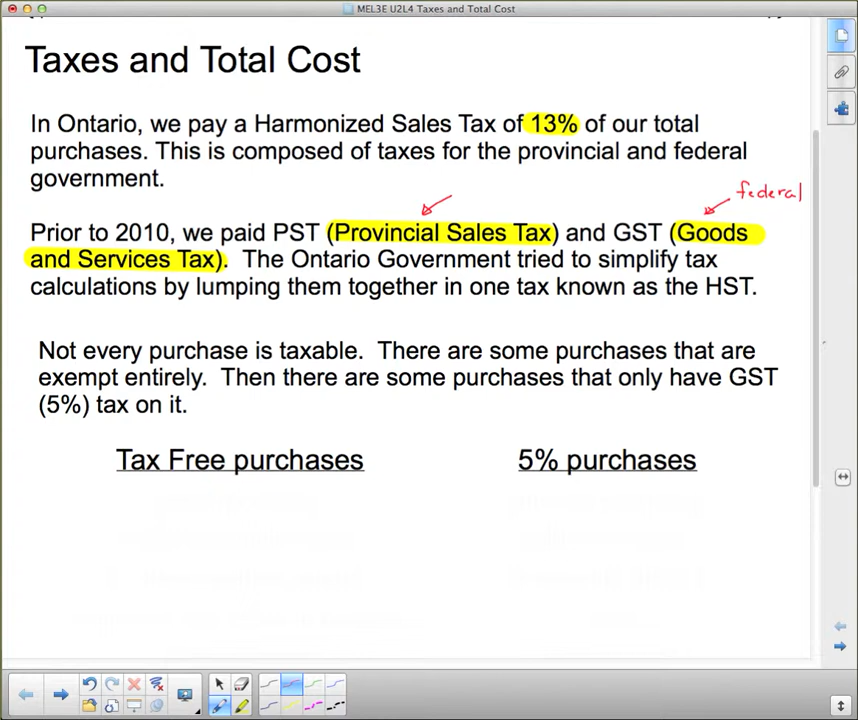 MEL3E U2L4 Taxes and Total Cost
Taxes and Total Cost
In Ontario, we pay a Harmonized Sales Tax of 13% of our total
purchases. This is composed of taxes for the provincial and federal
government.
federal
Prior to 2010, we paid PST (Provincial Sales Tax) and GST (Goods
and Services Tax). The Ontario Government tried to simplify tax
calculations by lumping them together in one tax known as the HST.
Not every purchase is taxable. There are some purchases that are
exempt entirely. Then there are some purchases that only have GST
(5%) tax on it.
Tax Free purchases
5% purchases